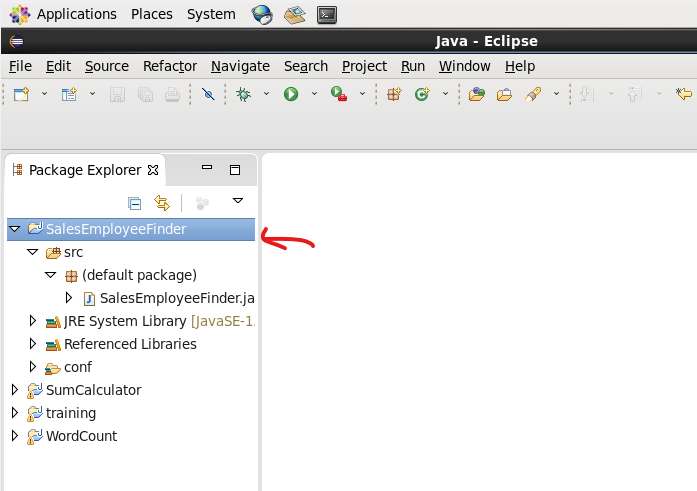 Applications Places System
Java - Eclipse
File Edit Source Refactor Navigate Search Project Run Window Help
Package Explorer
SalesEmployeeFinder
src
(default package)
SalesEmployeeFinder.ja
JRE System Library [JavaSE-1.
Referenced Libraries
conf
SumCalculator
training
WordCount